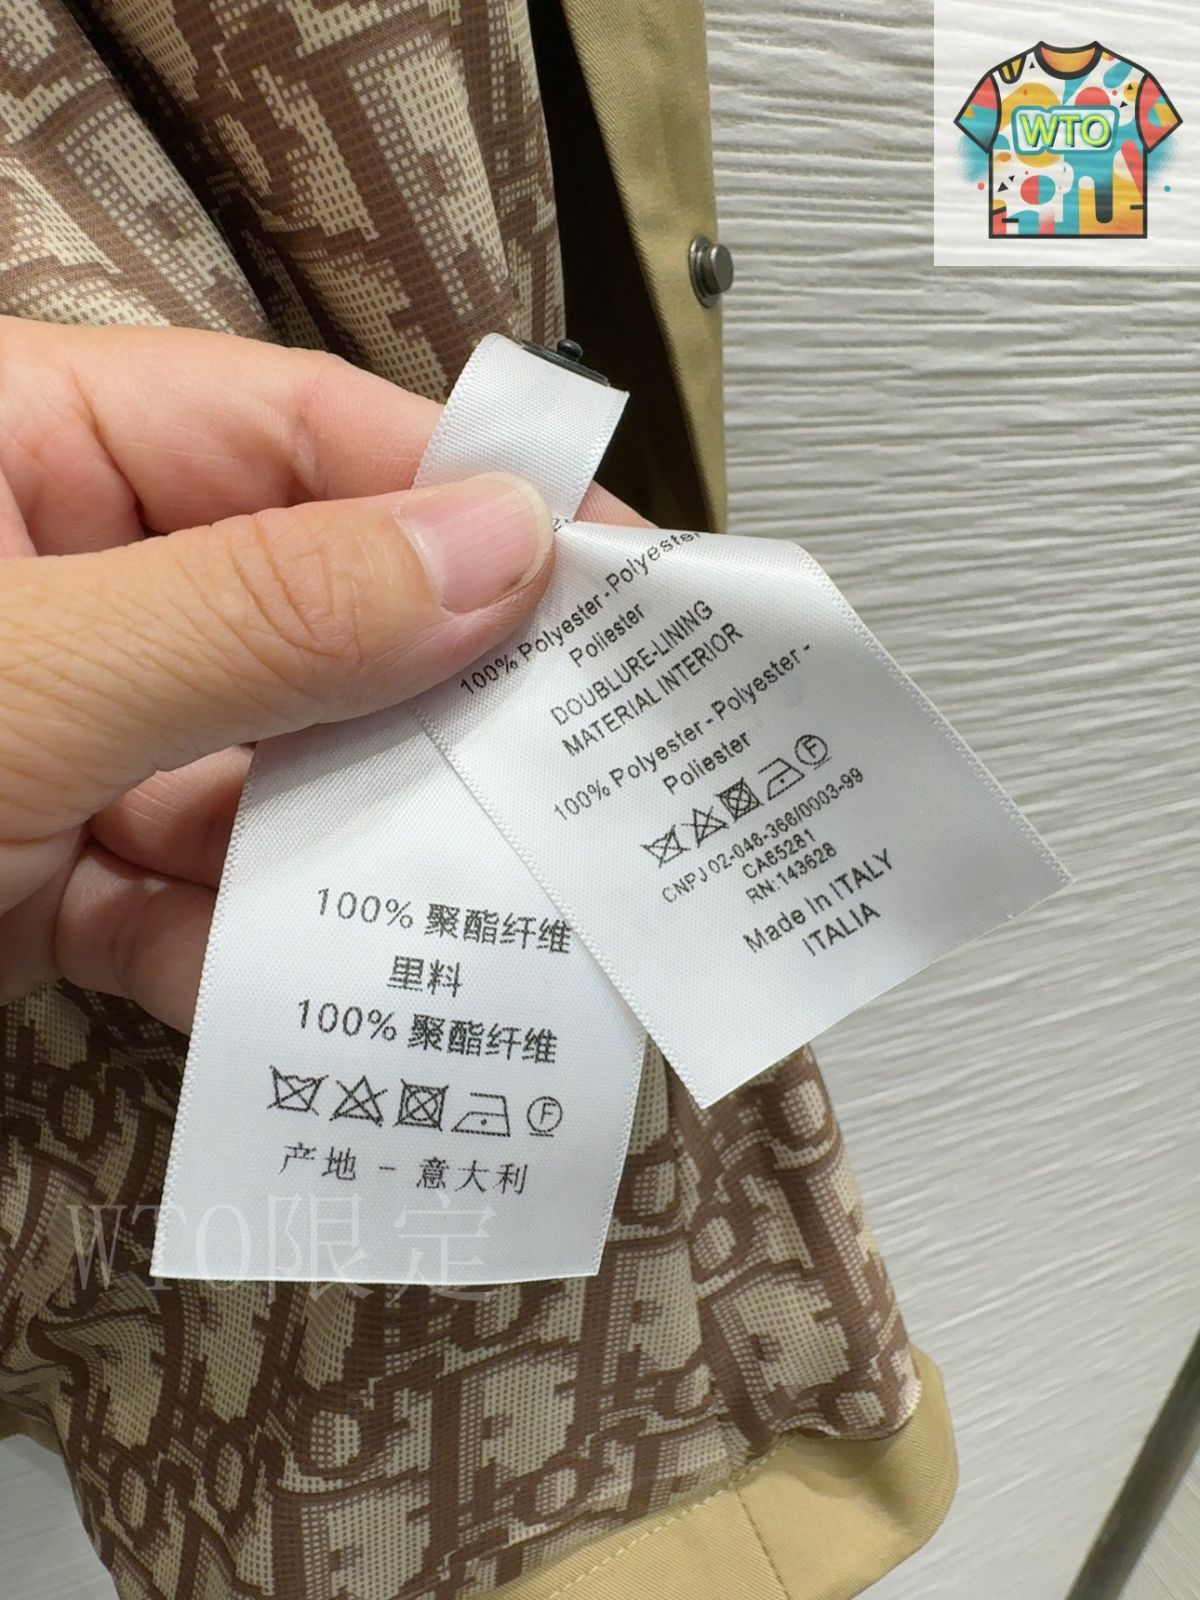 WTO
100% Polyester - Polyester
Poliester
DOUBLURE-LINING
MATERIAL INTERIOR
100% Polyester - Polyester -
Poliester
F
CNPJ 02-046-366/0003-99
CA65281
RN:143628
Made In ITALY
ITALIA
100% 聚酯纤维
里料
100% 聚酯纤维
F
产地 - 意大利
WTO限定